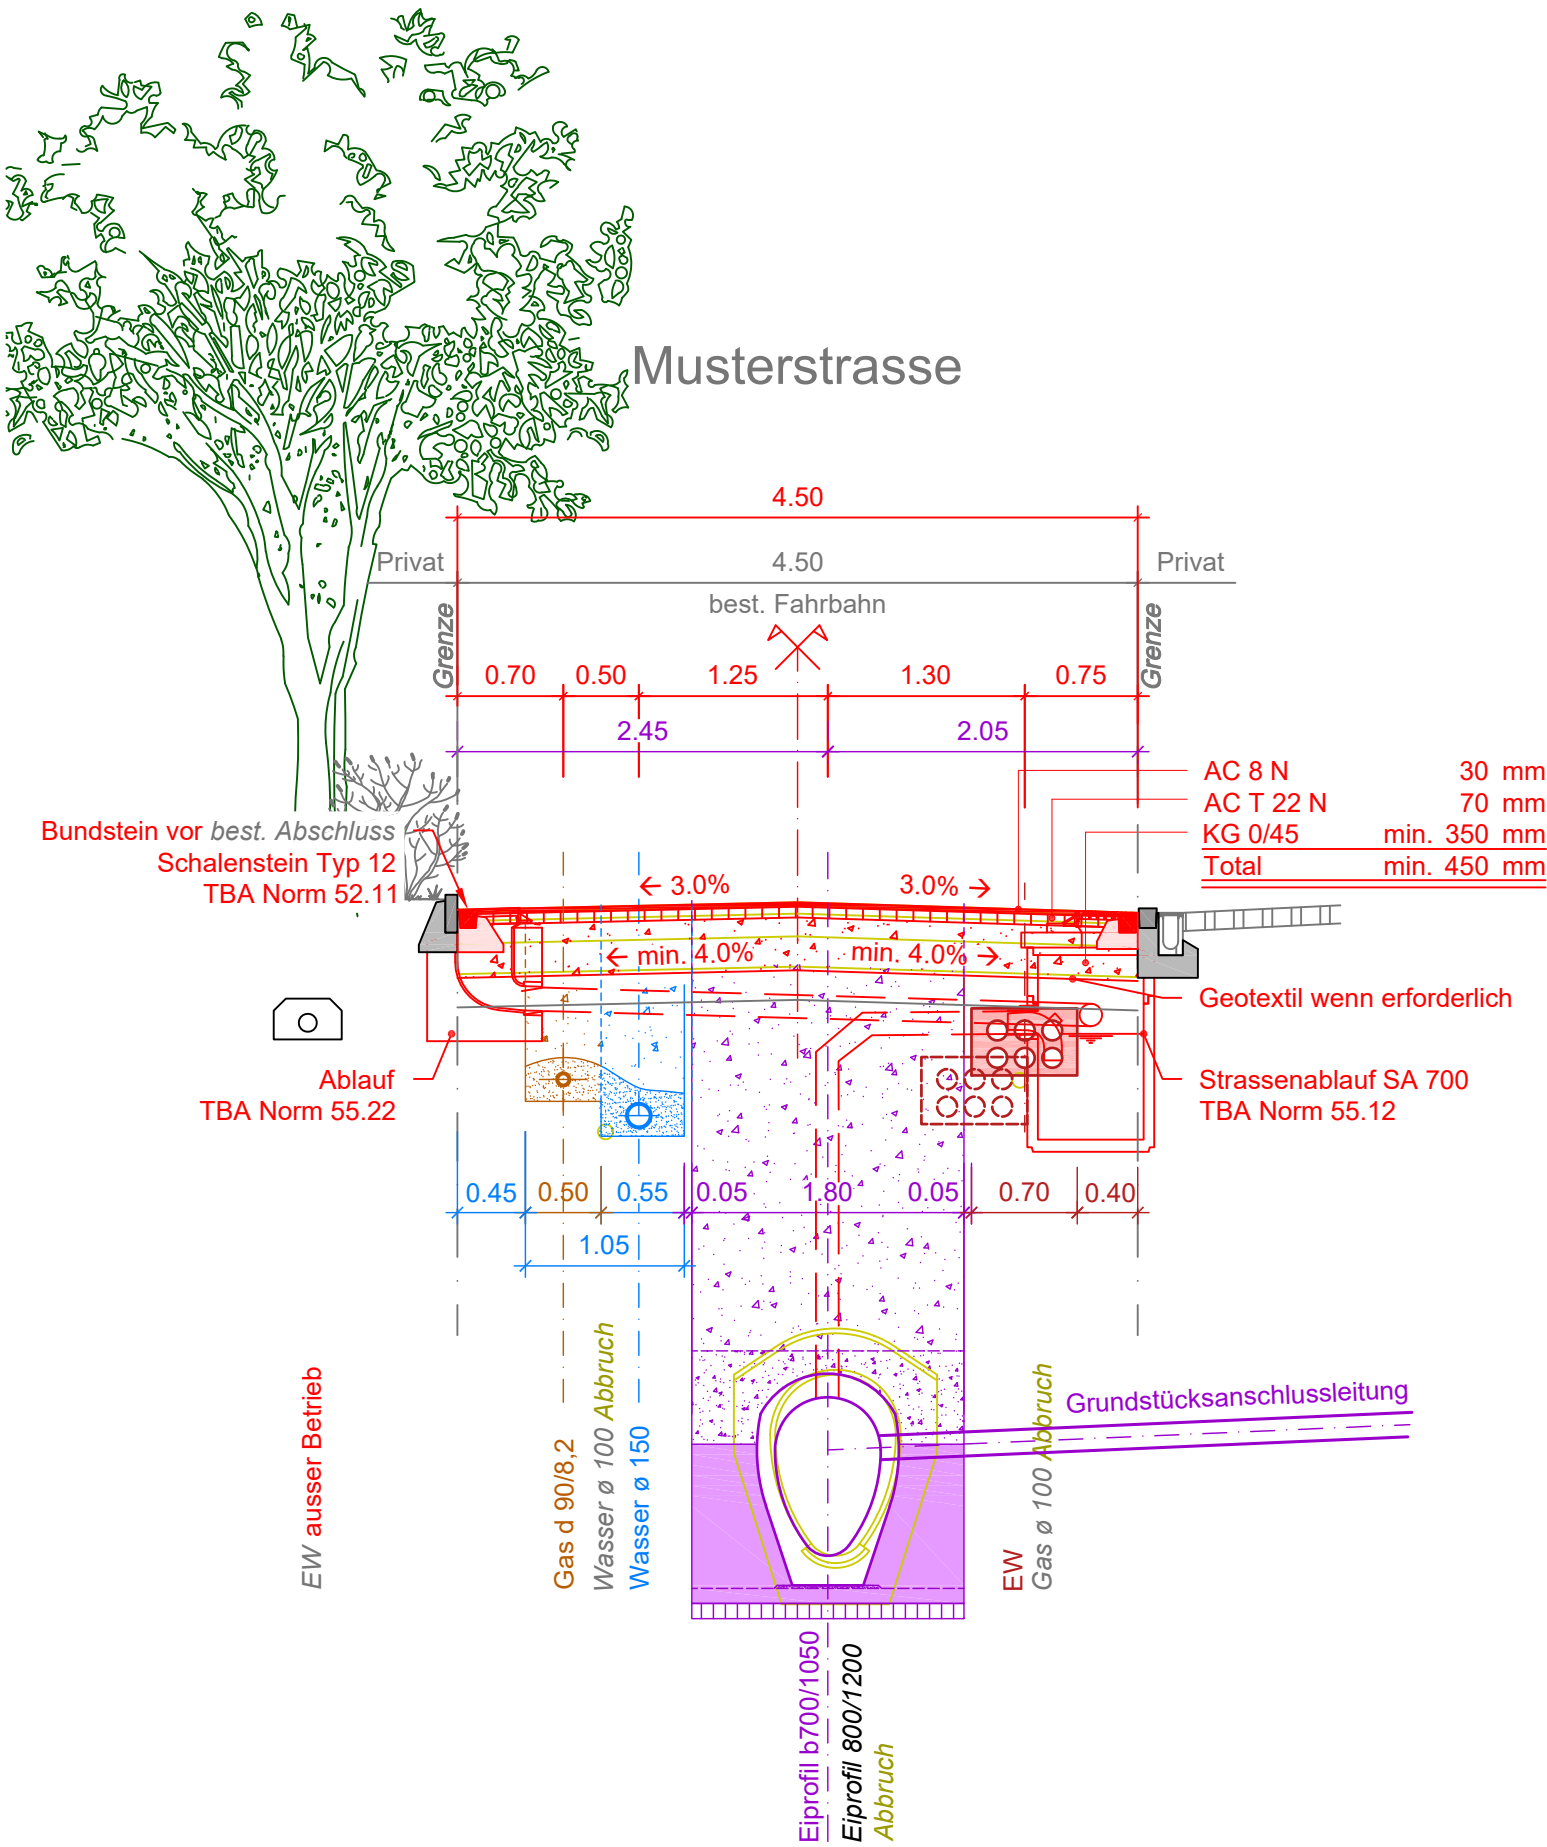 Musterstrasse
4.50
Privat
4.50
Privat
best. Fahrbahn
Grenze
Grenze
0.70
0.50
1.25
1.30
0.75
2.45
2.05
AC 8 N 30 mm
AC T 22 N 70 mm
KG 0/45 min. 350 mm
Total min. 450 mm
Bundstein vor best. Abschluss
Schalenstein Typ 12
TBA Norm 52.11
← 3.0%
3.0% →
← min. 4.0%
min. 4.0% →
Geotextil wenn erforderlich
Ablauf
TBA Norm 55.22
Strassenablauf SA 700
TBA Norm 55.12
0.45
0.50
0.55
0.05
1.80
0.05
0.70
0.40
1.05
EW ausser Betrieb
Gas d 90/8,2
Wasser ø 100 Abbruch
Wasser ø 150
EW
Gas ø 100 Abbruch
Grundstücksanschlussleitung
Eiprofil b700/1050
Eiprofil 800/1200
Abbruch